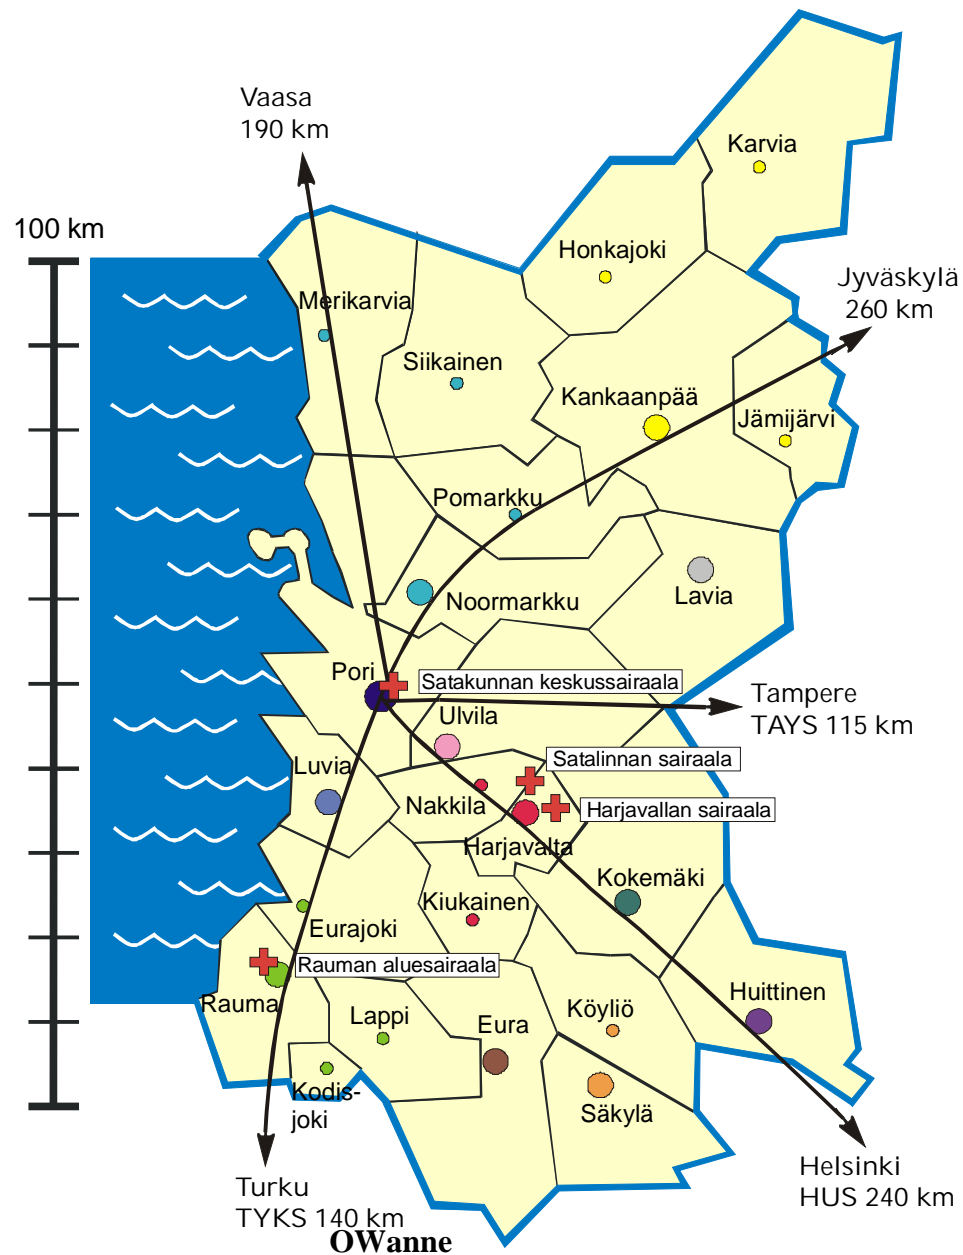 Vaasa
190 km
Karvia
100 km
Honkajoki
Jyväskylä
260 km
Merikarvia
Siikainen
Kankaanpää
Jämijärvi
Pomarkku
Noormarkku
Lavia
Pori
Satakunnan keskussairaala
Tampere
TAYS 115 km
Ulvila
Luvia
Satalinnan sairaala
Nakkila
Harjavallan sairaala
Harjavalta
Kokemäki
Kiukainen
Eurajoki
Rauman aluesairaala
Rauma
Huittinen
Lappi
Eura
Köyliö
Kodis-
joki
Säkylä
Helsinki
HUS 240 km
Turku
TYKS 140 km
OWanne